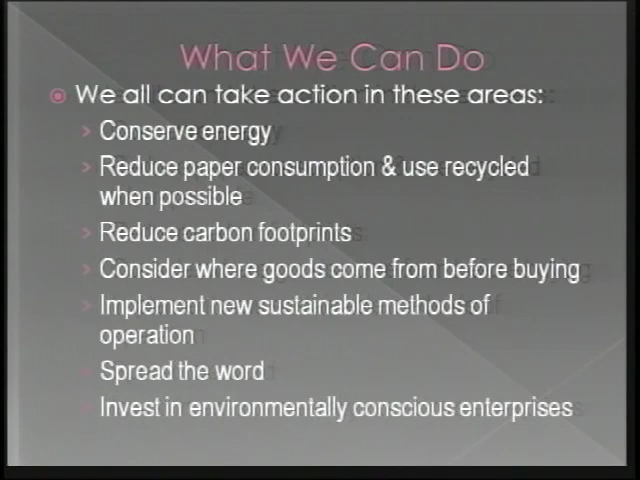 What We Can Do
We all can take action in these areas:
Conserve energy
Reduce paper consumption & use recycled
when possible
Reduce carbon footprints
Consider where goods come from before buying
Implement new sustainable methods of
operation
Spread the word
Invest in environmentally conscious enterprises